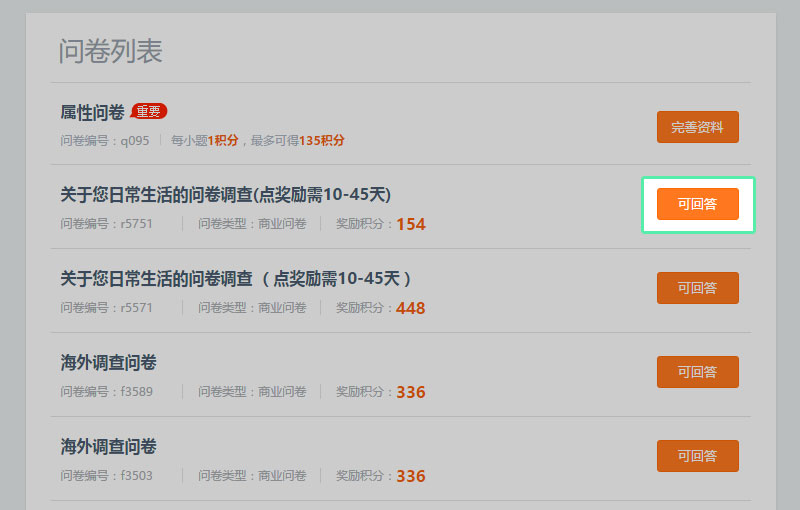 问卷列表
属性问卷 重要
问卷编号：q095 每小题1积分，最多可得135积分
完善资料
关于您日常生活的问卷调查(点奖励需10-45天)
问卷编号：r5751 问卷类型：商业问卷 奖励积分：154
可回答
关于您日常生活的问卷调查（点奖励需10-45天）
问卷编号：r5571 问卷类型：商业问卷 奖励积分：448
可回答
海外调查问卷
问卷编号：f3589 问卷类型：商业问卷 奖励积分：336
可回答
海外调查问卷
问卷编号：f3503 问卷类型：商业问卷 奖励积分：336
可回答